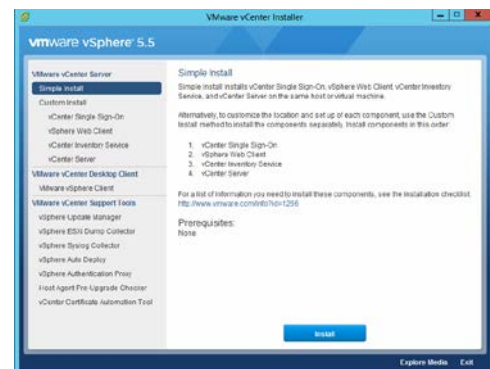 VMware vCenter Installer
vmware vSphere 5.5
VMware vCenter Server
Simple Install
Custom Install
vCenter Single Sign-On
vSphere Web Client
vCenter Inventory Service
vCenter Server
VMware vCenter Desktop Client
VMware vSphere Client
VMware vCenter Support Tools
vSphere Update Manager
vSphere ESXi Dump Collector
vSphere Syslog Collector
vSphere Auto Deploy
vSphere Authentication Proxy
Host Agent Pre-Upgrade Checker
vCenter Certificate Automation Tool
Simple Install
Simple Install installs vCenter Single Sign-On, vSphere Web Client, vCenter Inventory
Service, and vCenter Server on the same host or virtual machine.
Alternatively, to customize the location and set up of each component, use the Custom
Install method to install the components separately. Install components in this order:
1. vCenter Single Sign-On
2. vSphere Web Client
3. vCenter Inventory Service
4. vCenter Server
For a list of information you need to install these components, see the installation checklist.
http://www.vmware.com/info?id=1256
Prerequisites:
None
Install
Explore Media Exit